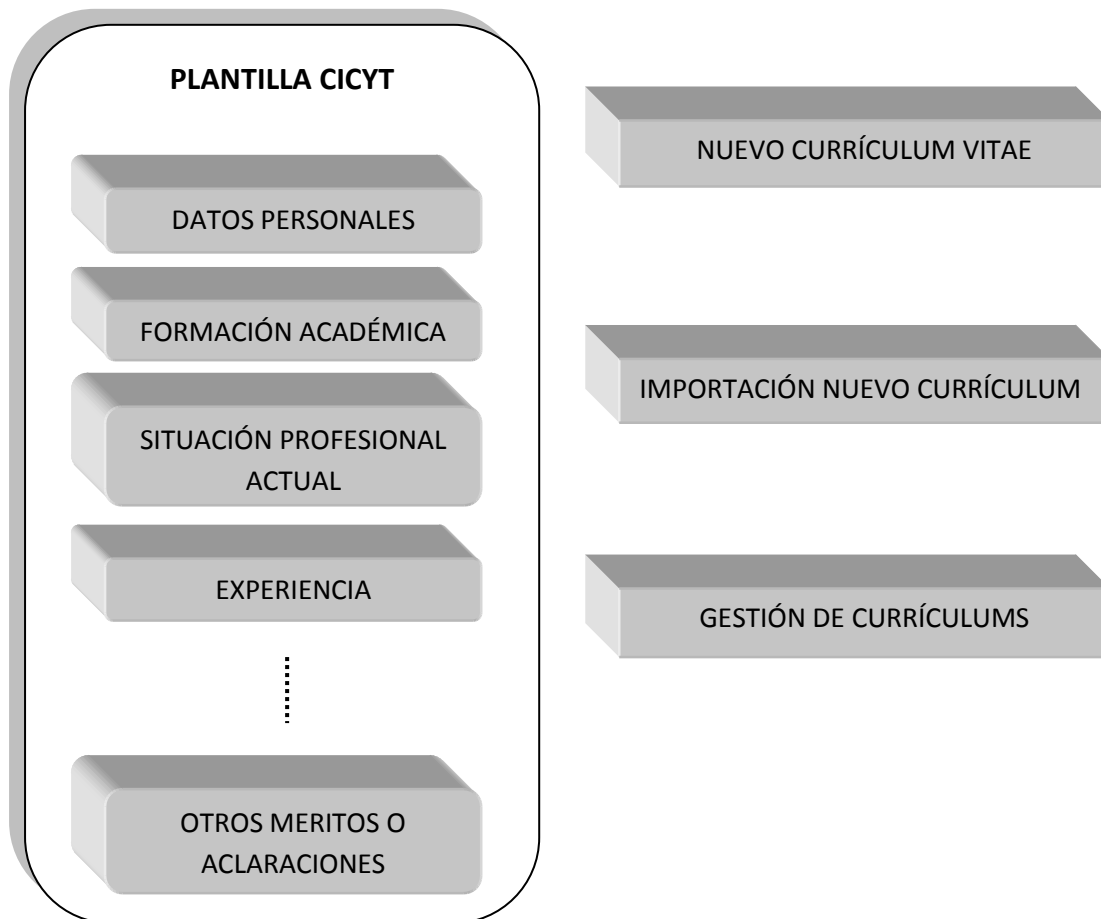 PLANTILLA CICYT
DATOS PERSONALES
FORMACIÓN ACADÉMICA
SITUACIÓN PROFESIONAL
ACTUAL
EXPERIENCIA
OTROS MERITOS O
ACLARACIONES
NUEVO CURRÍCULUM VITAE
IMPORTACIÓN NUEVO CURRÍCULUM
GESTIÓN DE CURRÍCULUMS